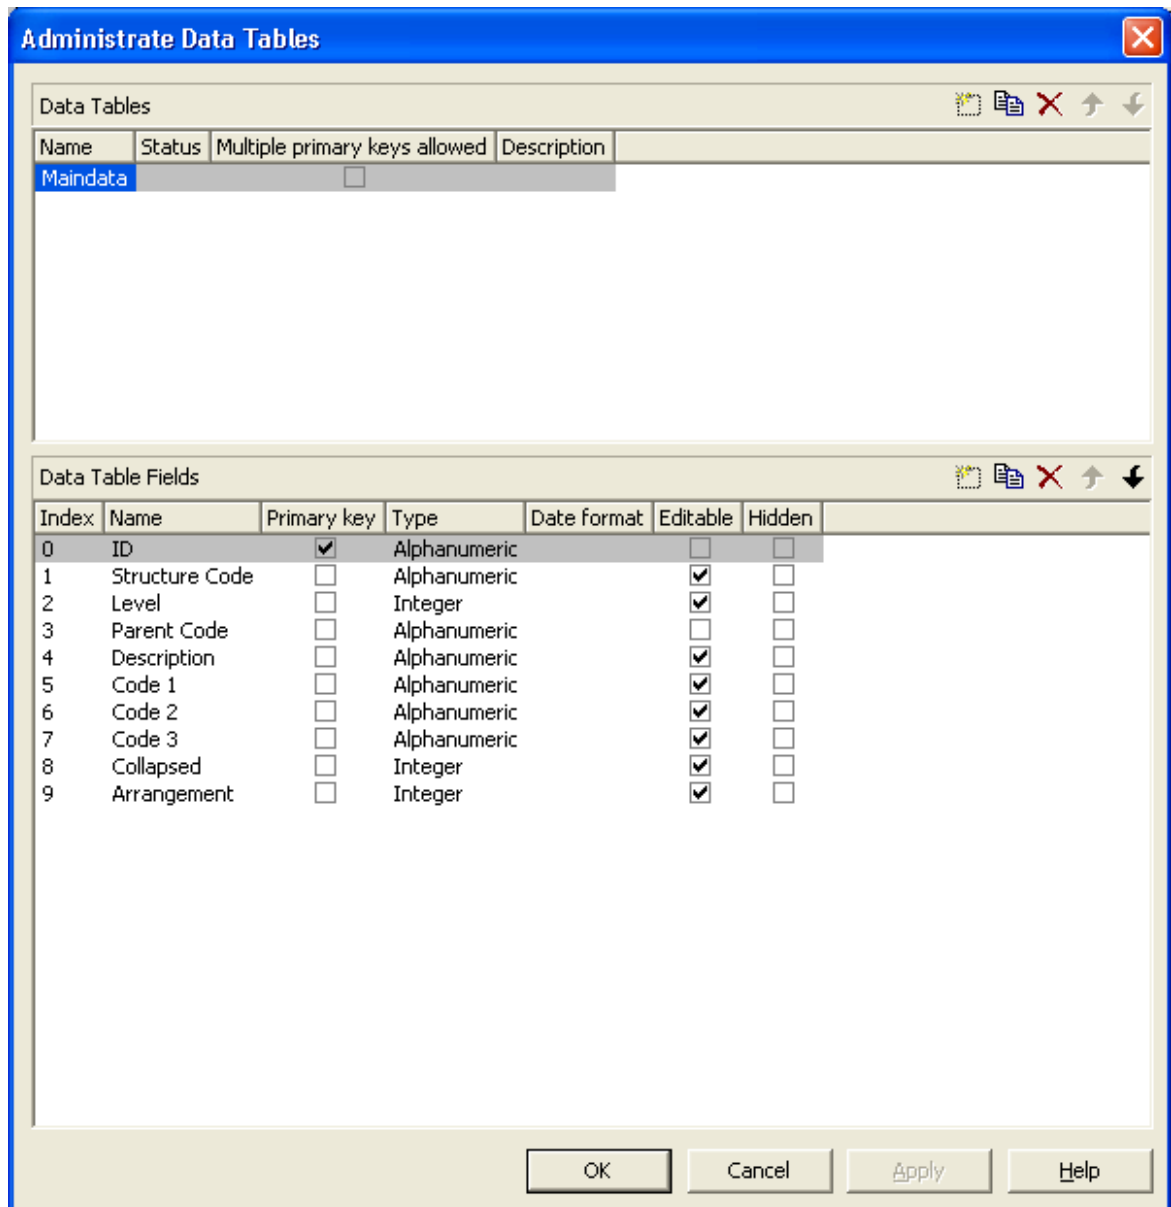 Administrate Data Tables
Data Tables
Name Status Multiple primary keys allowed Description
Maindata
Data Table Fields
Index Name Primary key Type Date format Editable Hidden
0 ID Alphanumeric
1 Structure Code Alphanumeric
2 Level Integer
3 Parent Code Alphanumeric
4 Description Alphanumeric
5 Code 1 Alphanumeric
6 Code 2 Alphanumeric
7 Code 3 Alphanumeric
8 Collapsed Integer
9 Arrangement Integer
OK Cancel Apply Help